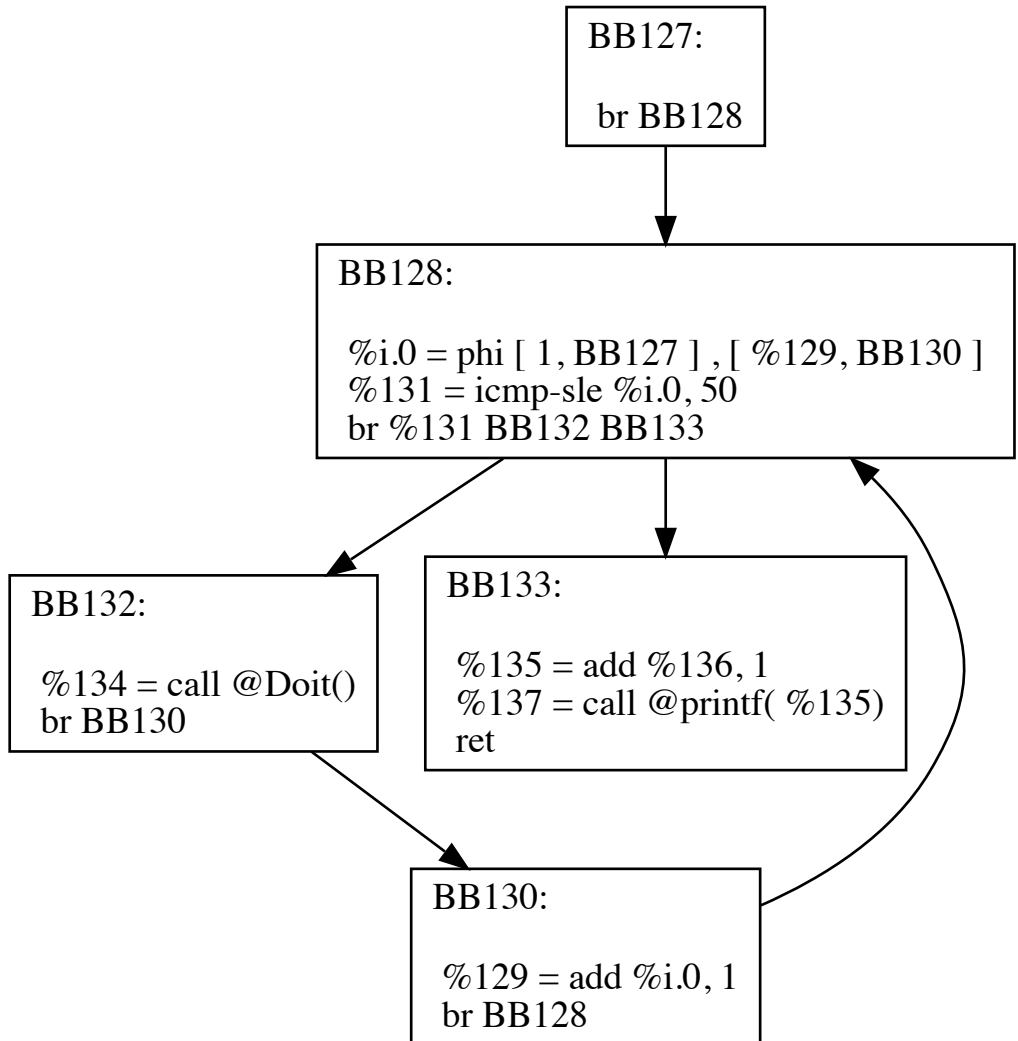 BB127:
br BB128
BB128:
%i.0 = phi [ 1, BB127 ] , [ %129, BB130 ]
%131 = icmp-sle %i.0, 50
br %131 BB132 BB133
BB132:
%134 = call @Doit()
br BB130
BB133:
%135 = add %136, 1
%137 = call @printf( %135)
ret
BB130:
%129 = add %i.0, 1
br BB128